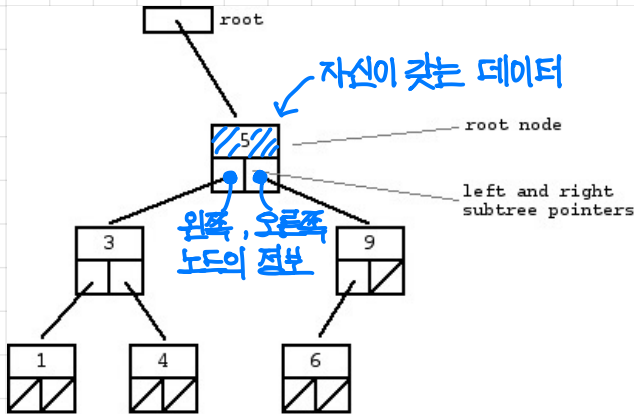 root
자신이 갖는 데이터
5
root node
left and right
subtree pointers
왼쪽, 오른쪽
노드의 정보
3
9
1
4
6